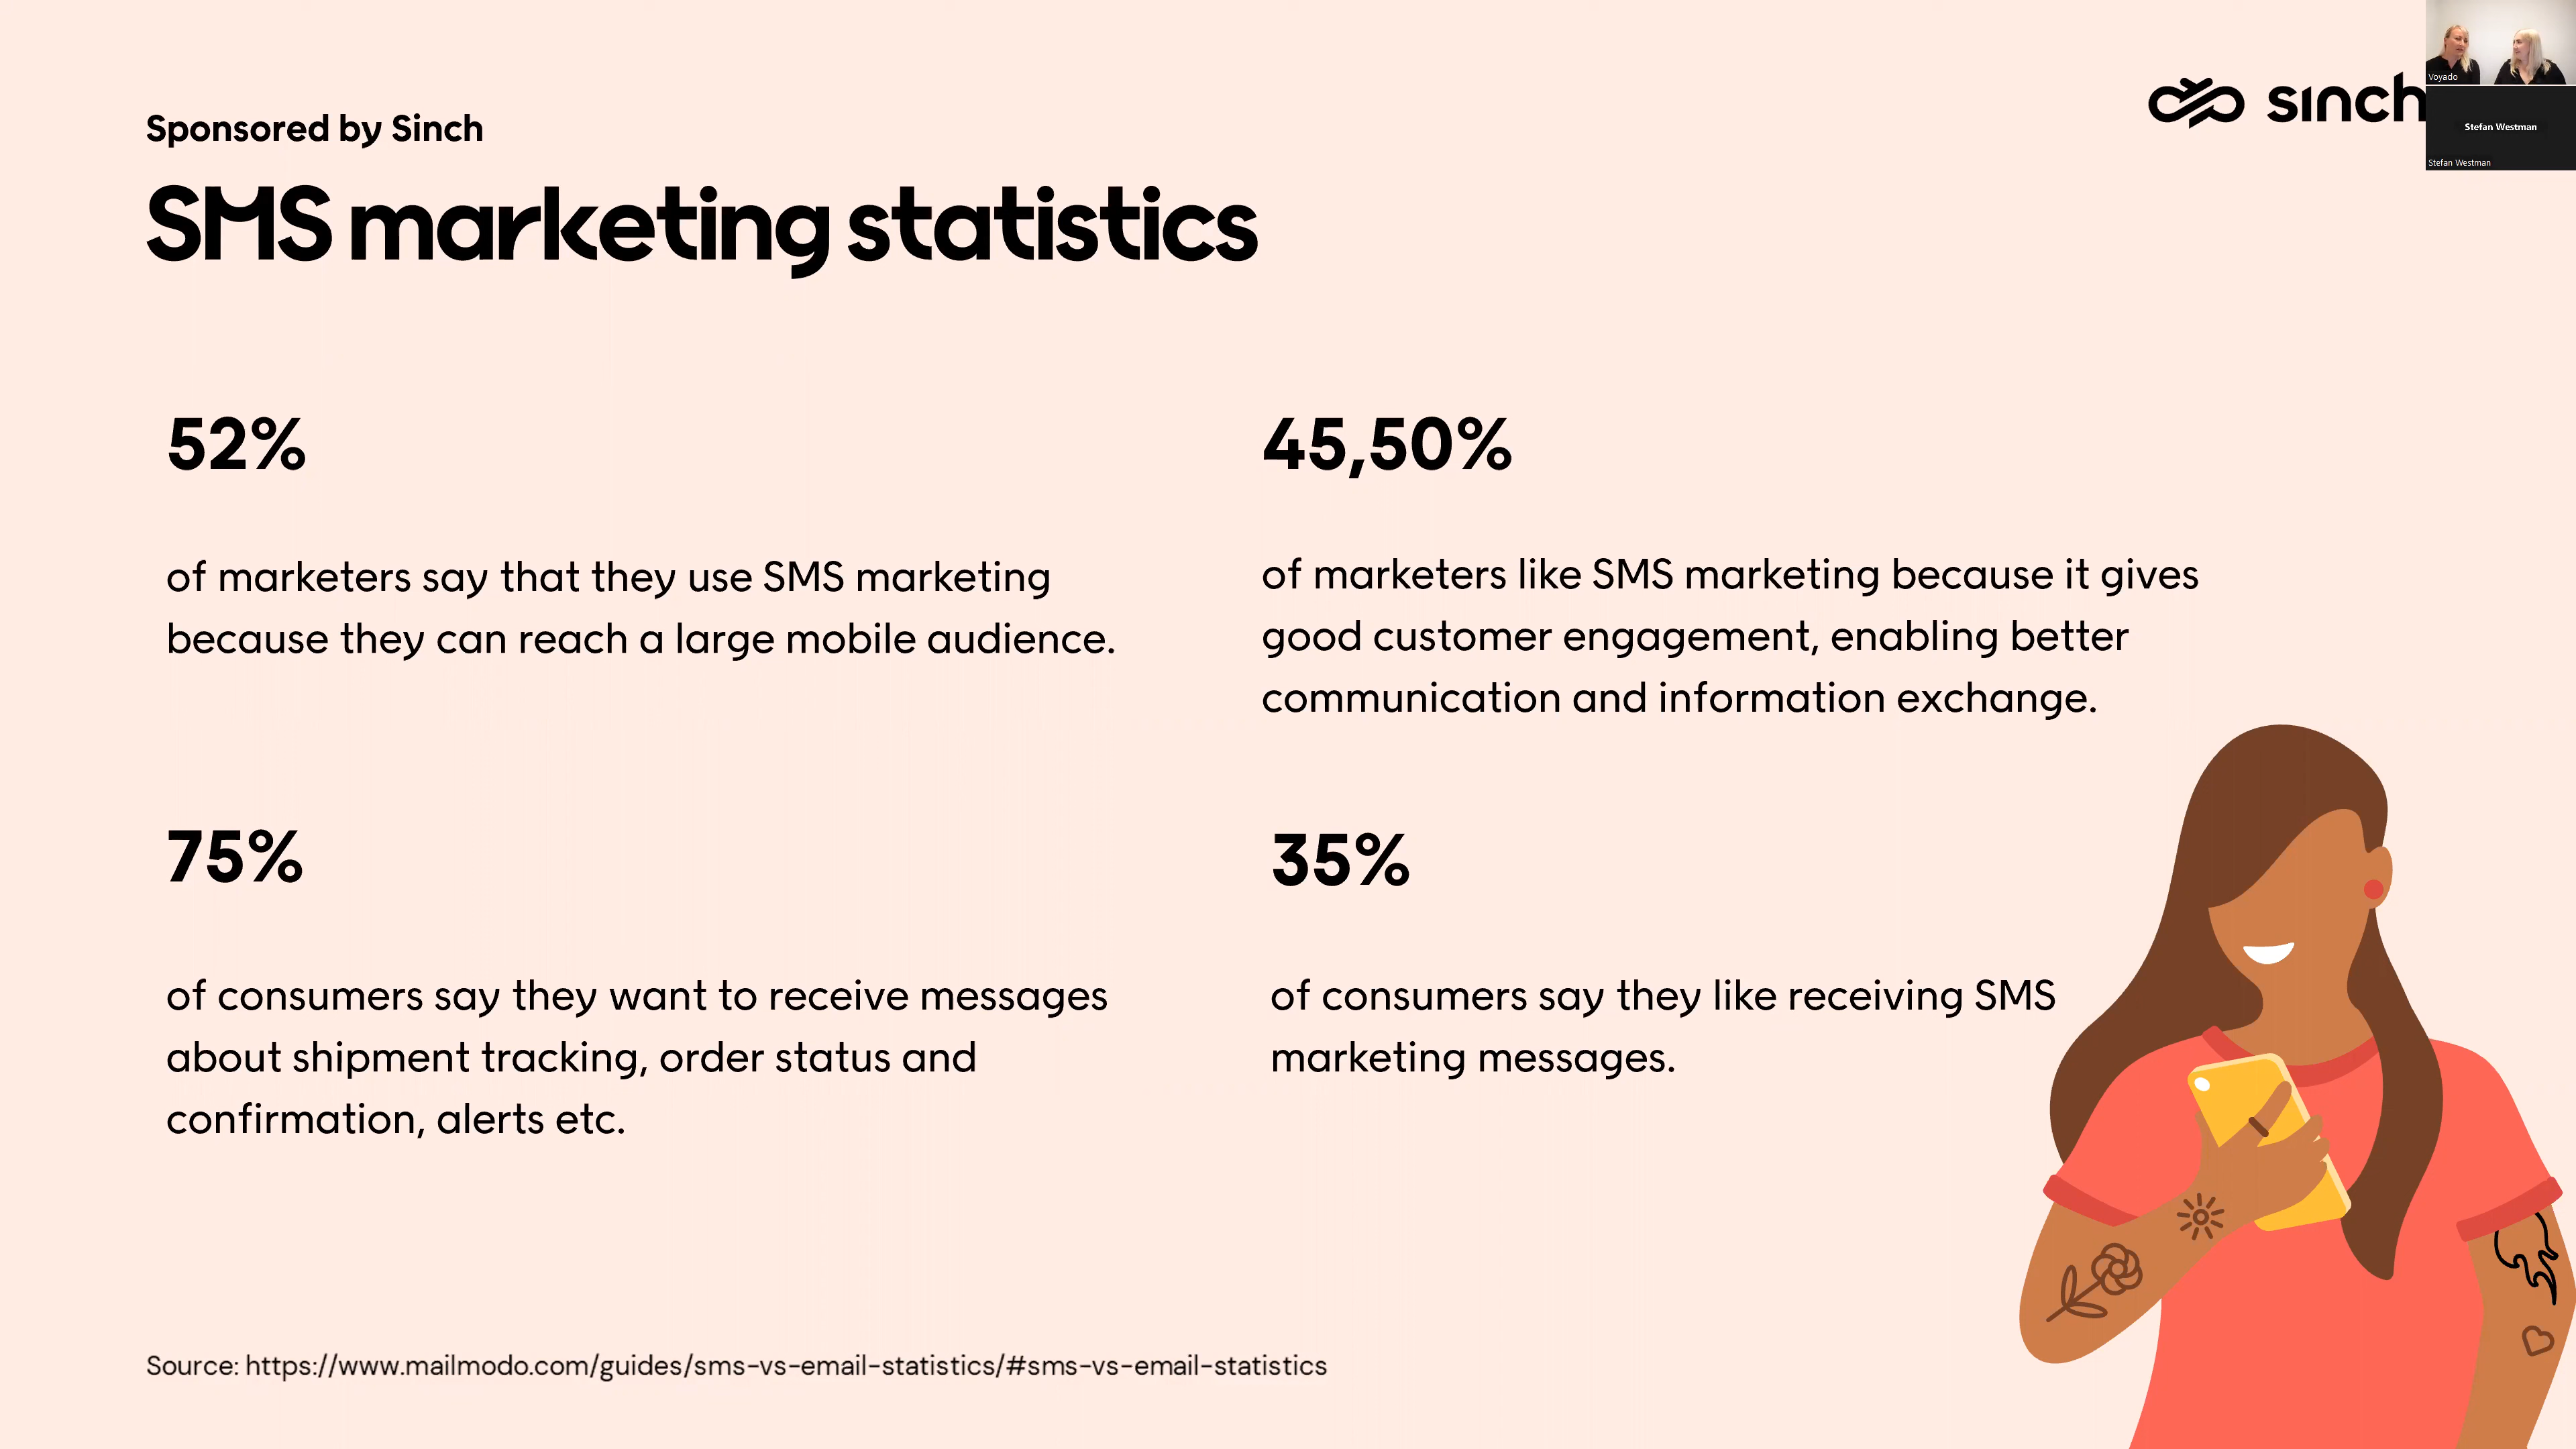 Voyado
sinch
Sponsored by Sinch
Stefan Westman
Stefan Westman
SMS marketing statistics
52%
of marketers say that they use SMS marketing
because they can reach a large mobile audience.
45,50%
of marketers like SMS marketing because it gives
good customer engagement, enabling better
communication and information exchange.
75%
of consumers say they want to receive messages
about shipment tracking, order status and
confirmation, alerts etc.
35%
of consumers say they like receiving SMS
marketing messages.
Source: https://www.mailmodo.com/guides/sms-vs-email-statistics/#sms-vs-email-statistics